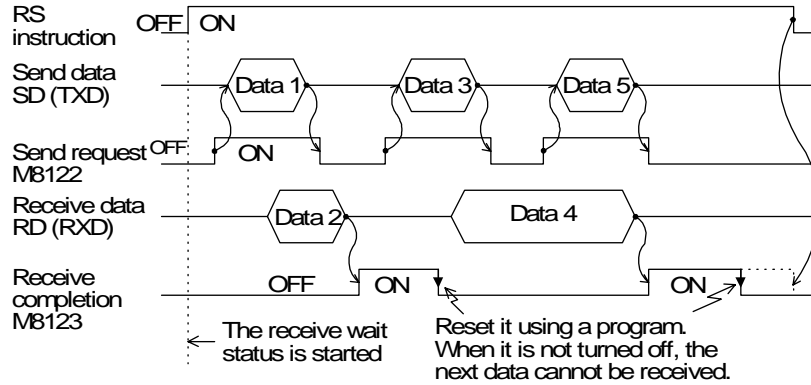 RS
instruction
OFF
ON
Send data
SD (TXD)
Data 1
Data 3
Data 5
Send request
M8122
OFF
ON
Receive data
RD (RXD)
Data 2
Data 4
Receive
completion
M8123
OFF
ON
ON
The receive wait
status is started
Reset it using a program.
When it is not turned off, the
next data cannot be received.